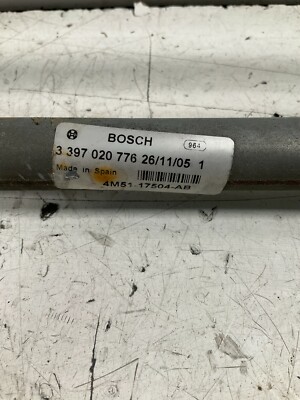 BOSCH
964
3 397 020 776 26/11/05 1
Made in Spain
4M51-17504-AB